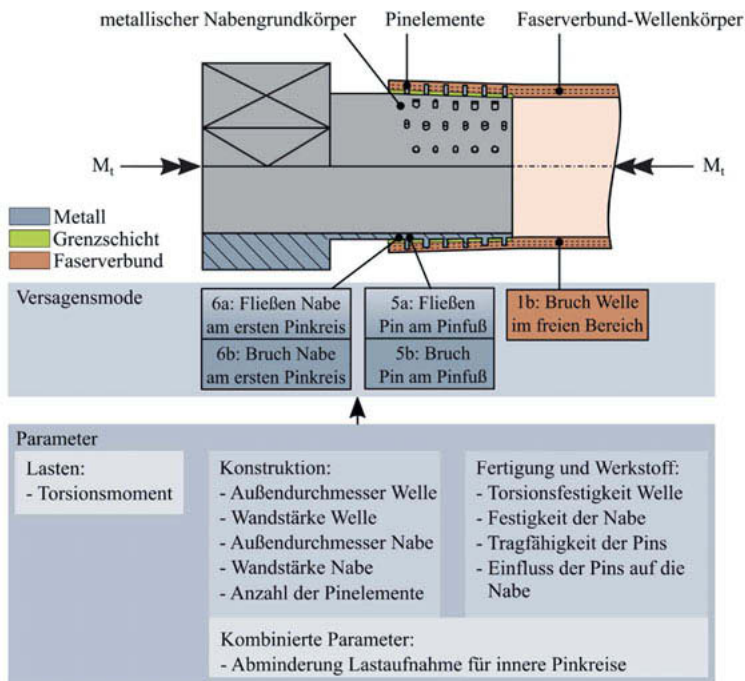 metallischer Nabengrundkörper
Pinelemente
Faserverbund-Wellenkörper
Mt
Mt
Metall
Grenzschicht
Faserverbund
Versagensmode
6a: Fließen Nabe
am ersten Pinkreis
6b: Bruch Nabe
am ersten Pinkreis
5a: Fließen
Pin am Pinfuß
5b: Bruch
Pin am Pinfuß
1b: Bruch Welle
im freien Bereich
Parameter
Lasten:
- Torsionsmoment
Konstruktion:
- Außendurchmesser Welle
- Wandstärke Welle
- Außendurchmesser Nabe
- Wandstärke Nabe
- Anzahl der Pinelemente
Fertigung und Werkstoff:
- Torsionsfestigkeit Welle
- Festigkeit der Nabe
- Tragfähigkeit der Pins
- Einfluss der Pins auf die
Nabe
Kombinierte Parameter:
- Abminderung Lastaufnahme für innere Pinkreise